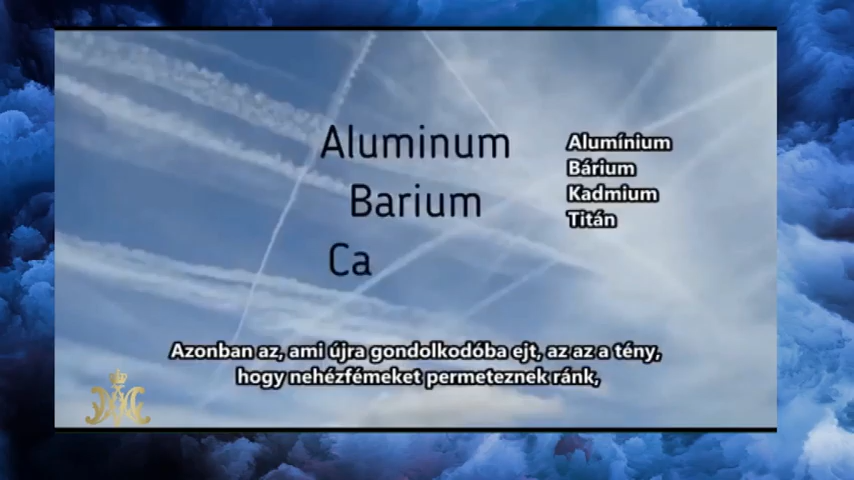 Aluminum
Barium
Ca
Alumínium
Bárium
Kadmium
Titán
Azonban az, ami újra gondolkodóba ejt, az az a tény,
hogy nehézfémeket permeteznek ránk,